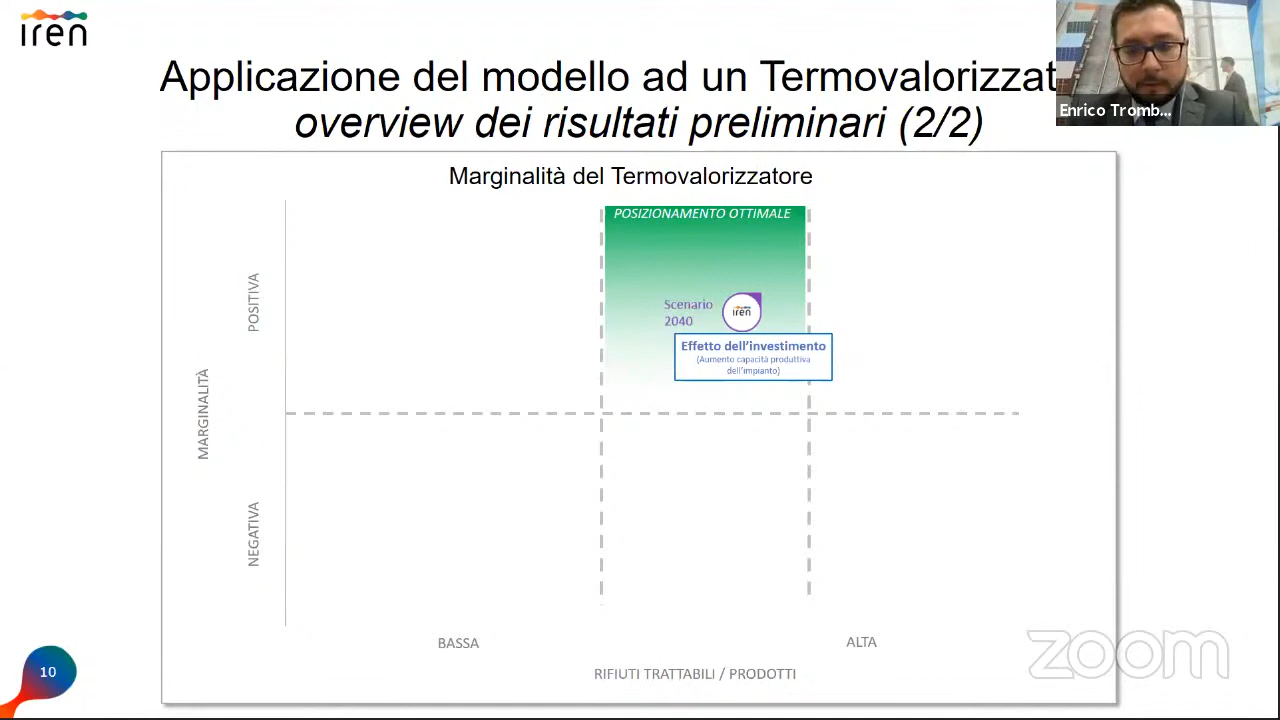 iren
Applicazione del modello ad un Termovalorizzat
overview dei risultati preliminari (2/2)
Enrico Tromb...
Marginalità del Termovalorizzatore
POSIZIONAMENTO OTTIMALE
Scenario
2040
iren
Effetto dell'investimento
(Aumento capacità produttiva
dell'impianto)
POSITIVA
MARGINALITÀ
NEGATIVA
BASSA
ALTA
RIFIUTI TRATTABILI / PRODOTTI
10
zoom